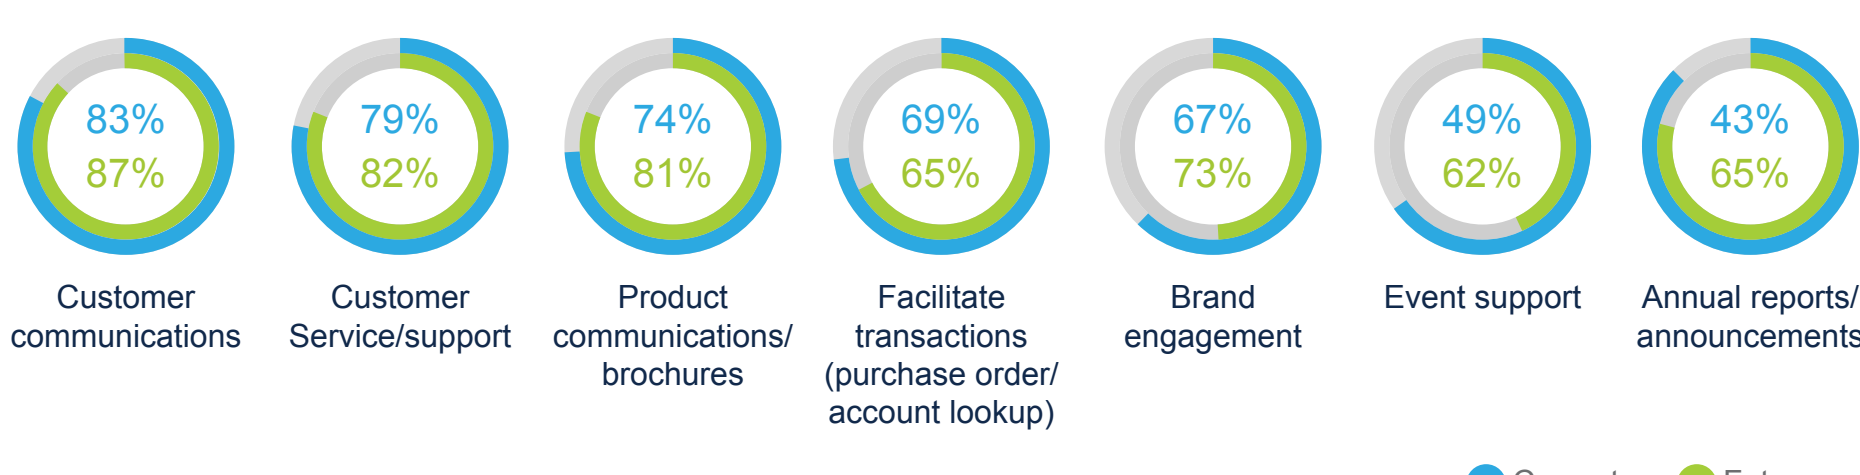 83%
87%
Customer
communications
79%
82%
Customer
Service/support
74%
81%
Product
communications/
brochures
69%
65%
Facilitate
transactions
(purchase order/
account lookup)
67%
73%
Brand
engagement
49%
62%
Event support
43%
65%
Annual reports/
announcements